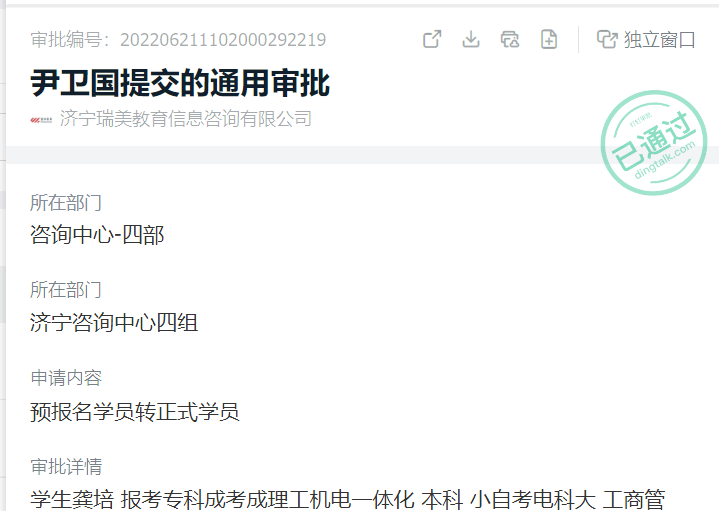 审批编号：202206211102000292219
独立窗口
尹卫国提交的通用审批
济宁瑞美教育信息咨询有限公司
已通过
dingtalk.com
所在部门
咨询中心-四部
所在部门
济宁咨询中心四组
申请内容
预报名学员转正式学员
审批详情
学生龚培 报考专科成考成理工机电一体化 本科 小自考电科大 工商管